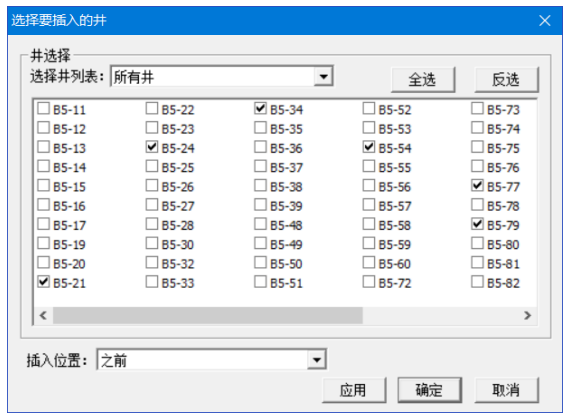 选择要插入的井
井选择
选择井列表: 所有井 全选 反选
B5-11 B5-22 B5-34 B5-52 B5-73
B5-12 B5-23 B5-35 B5-53 B5-74
B5-13 B5-24 B5-36 B5-54 B5-75
B5-14 B5-25 B5-37 B5-55 B5-76
B5-15 B5-26 B5-38 B5-56 B5-77
B5-16 B5-27 B5-39 B5-57 B5-78
B5-17 B5-28 B5-48 B5-58 B5-79
B5-19 B5-30 B5-49 B5-59 B5-80
B5-20 B5-32 B5-50 B5-60 B5-81
B5-21 B5-33 B5-51 B5-72 B5-82
插入位置: 之前
应用 确定 取消